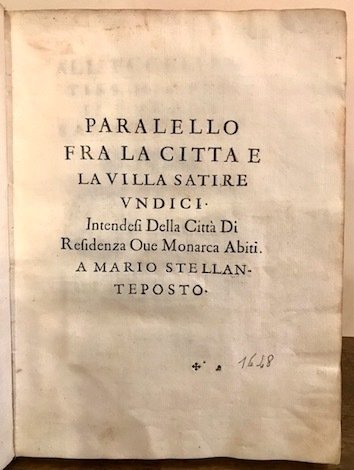 PARALELLO
FRA LA CITTA E
LA VILLA SATIRE
VNDICI.
Intendeſi Della Città Di
Reſidenza Oue Monarca Abiti.
A MARIO STELLAN-
TEPOSTO.
1648